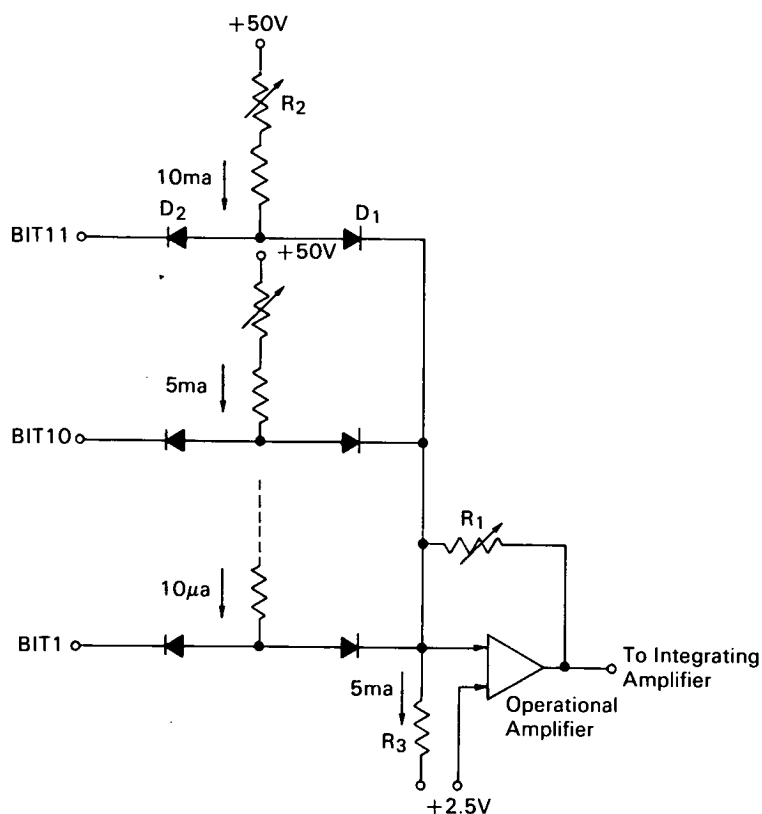 +50V
R2
10ma
D2
D1
BIT11
+50V
5ma
BIT10
R1
10µa
BIT1
To Integrating
Amplifier
5ma
Operational
Amplifier
R3
+2.5V